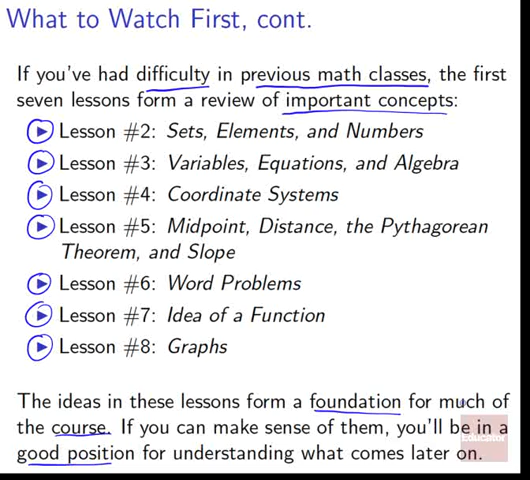 What to Watch First, cont.
If you've had difficulty in previous math classes, the first
seven lessons form a review of important concepts:
Lesson #2: Sets, Elements, and Numbers
Lesson #3: Variables, Equations, and Algebra
Lesson #4: Coordinate Systems
Lesson #5: Midpoint, Distance, the Pythagorean
Theorem, and Slope
Lesson #6: Word Problems
Lesson #7: Idea of a Function
Lesson #8: Graphs
The ideas in these lessons form a foundation for much of
the course. If you can make sense of them, you'll be in a
good position for understanding what comes later on.
Educator